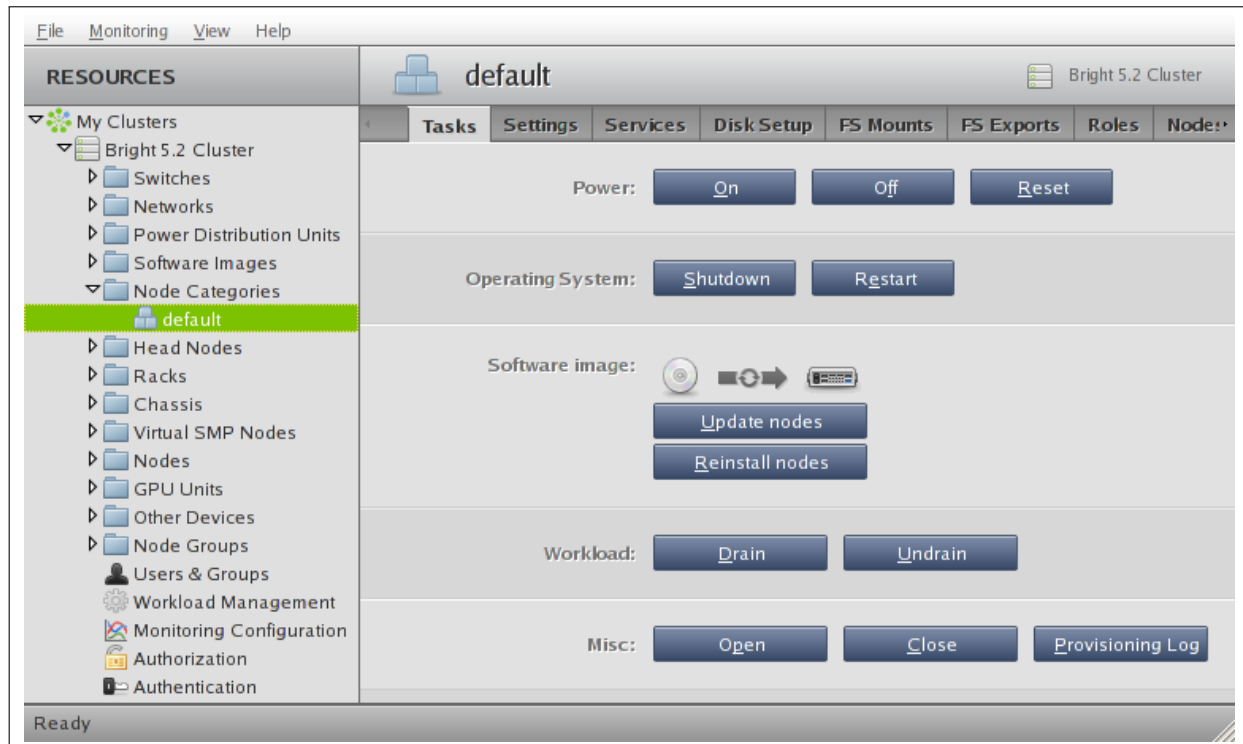 File Monitoring View Help
RESOURCES
default
Bright 5.2 Cluster
My Clusters
Bright 5.2 Cluster
Switches
Networks
Power Distribution Units
Software Images
Node Categories
default
Head Nodes
Racks
Chassis
Virtual SMP Nodes
Nodes
GPU Units
Other Devices
Node Groups
Users & Groups
Workload Management
Monitoring Configuration
Authorization
Authentication
Tasks Settings Services Disk Setup FS Mounts FS Exports Roles Nodes
Power: On Off Reset
Operating System: Shutdown Restart
Software image:
Update nodes
Reinstall nodes
Workload: Drain Undrain
Misc: Open Close Provisioning Log
Ready